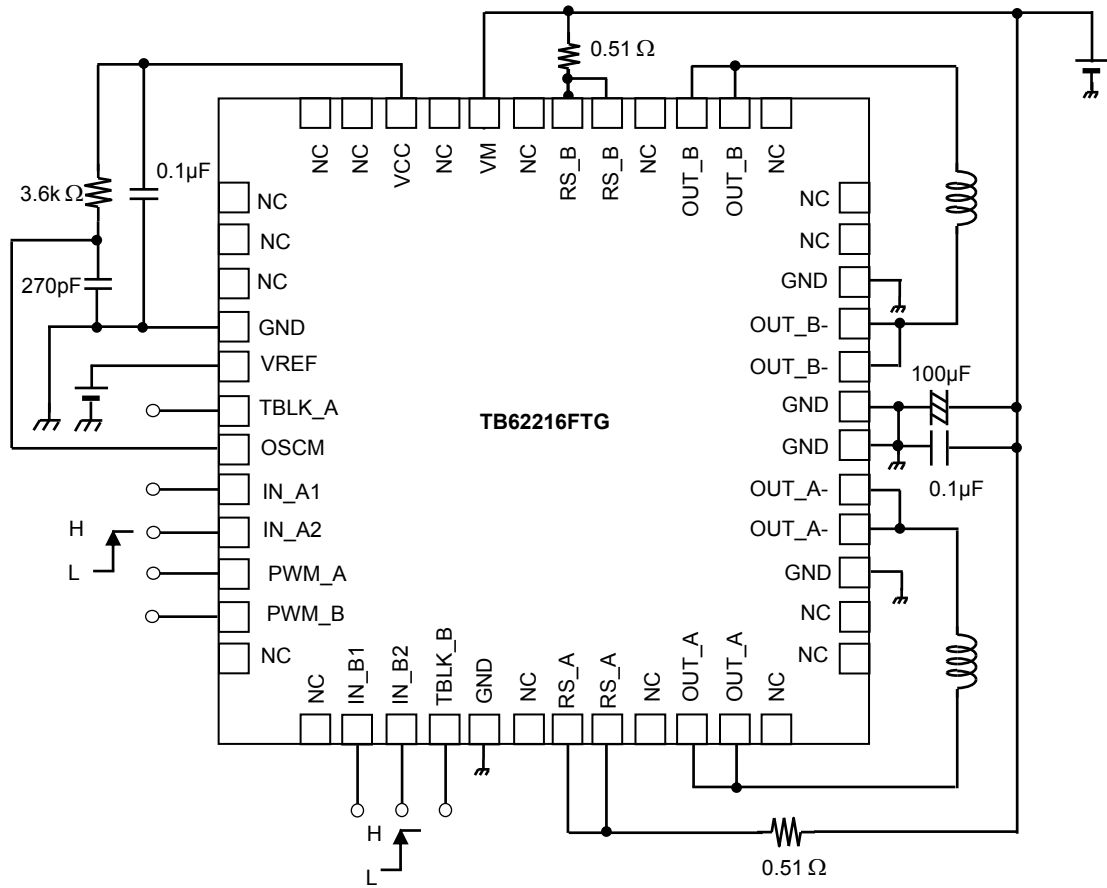 0.51 Ω
NC
NC
VCC
NC
VM
NC
RS_B
RS_B
NC
OUT_B
OUT_B
NC
3.6k Ω
0.1µF
270pF
NC
NC
NC
GND
VREF
TBLK_A
OSCM
IN_A1
H
IN_A2
L
PWM_A
PWM_B
NC
TB62216FTG
NC
NC
GND
OUT_B-
OUT_B-
GND
100µF
GND
0.1µF
OUT_A-
OUT_A-
GND
NC
NC
NC
IN_B1
IN_B2
TBLK_B
GND
NC
RS_A
RS_A
NC
OUT_A
OUT_A
NC
H
L
0.51 Ω